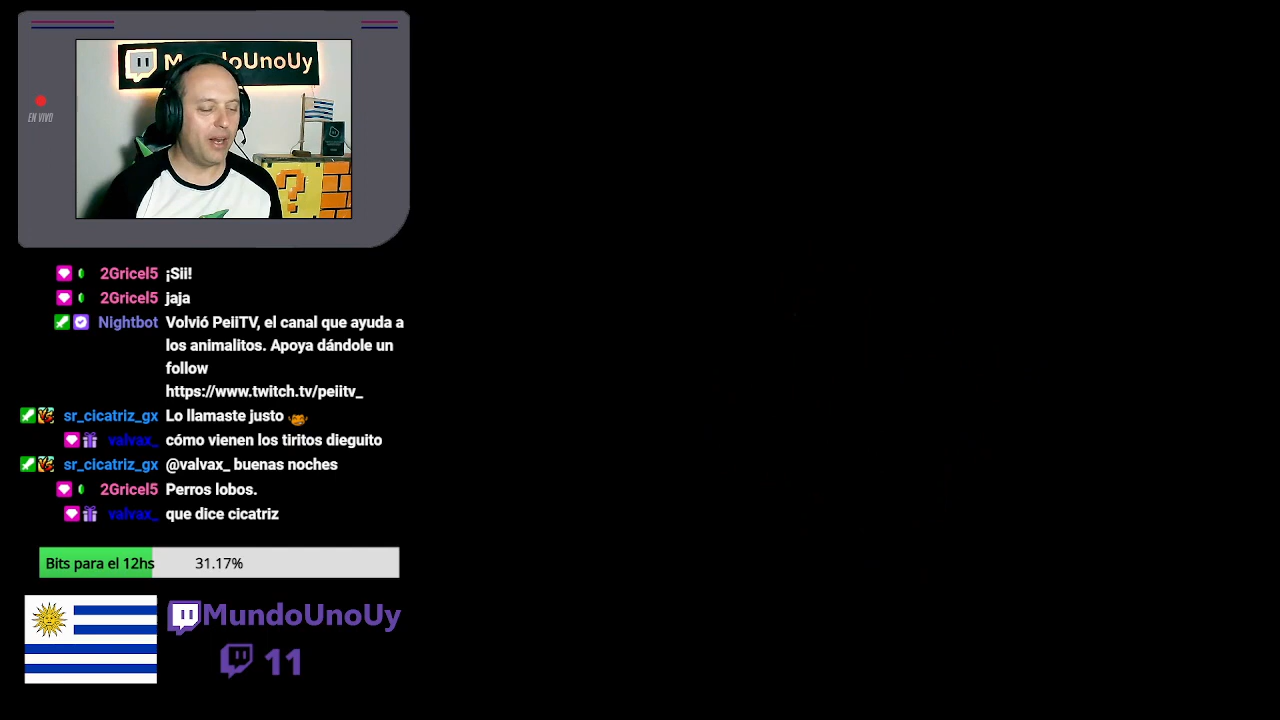 MundoUnoUy
EN VIVO
2Gricel5 ¡Sii!
2Gricel5 jaja
Nightbot Volvió PeiiTV, el canal que ayuda a
los animalitos. Apoya dándole un
follow
https://www.twitch.tv/peiitv_
sr_cicatriz_gx Lo llamaste justo
valvax_ cómo vienen los tiritos dieguito
sr_cicatriz_gx @valvax_ buenas noches
2Gricel5 Perros lobos.
valvax_ que dice cicatriz
Bits para el 12hs 31.17%
MundoUnoUy
11